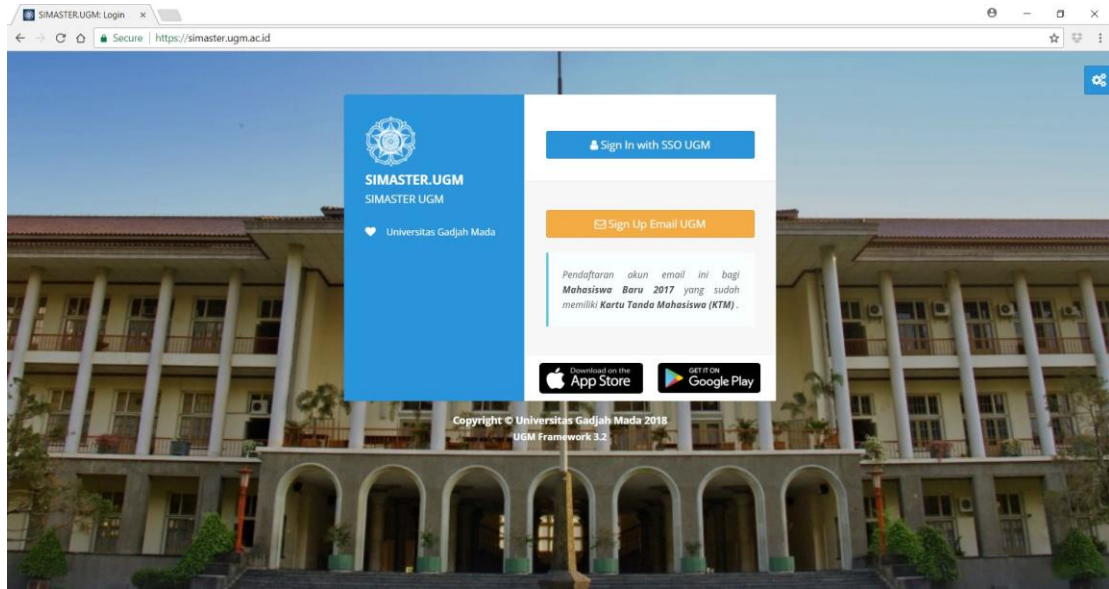 SIMASTER.UGM: Login
Secure | https://simaster.ugm.ac.id
SIMASTER.UGM
SIMASTER UGM
Universitas Gadjah Mada
Sign In with SSO UGM
Sign Up Email UGM
Pendaftaran akun email ini bagi
Mahasiswa Baru 2017 yang sudah
memiliki Kartu Tanda Mahasiswa (KTM) .
Download on the
App Store
GET IT ON
Google Play
Copyright © Universitas Gadjah Mada 2018
UGM Framework 3.2